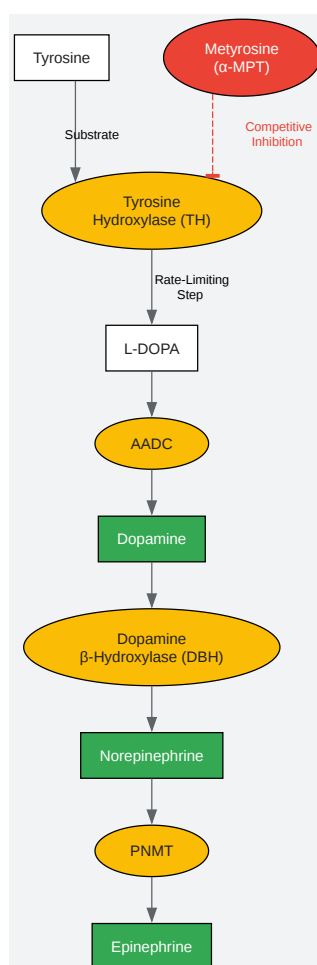 Tyrosine
Metyrosine
(α-MPT)
Substrate
Competitive
Inhibition
Tyrosine
Hydroxylase (TH)
Rate-Limiting
Step
L-DOPA
AADC
Dopamine
Dopamine
β-Hydroxylase (DBH)
Norepinephrine
PNMT
Epinephrine